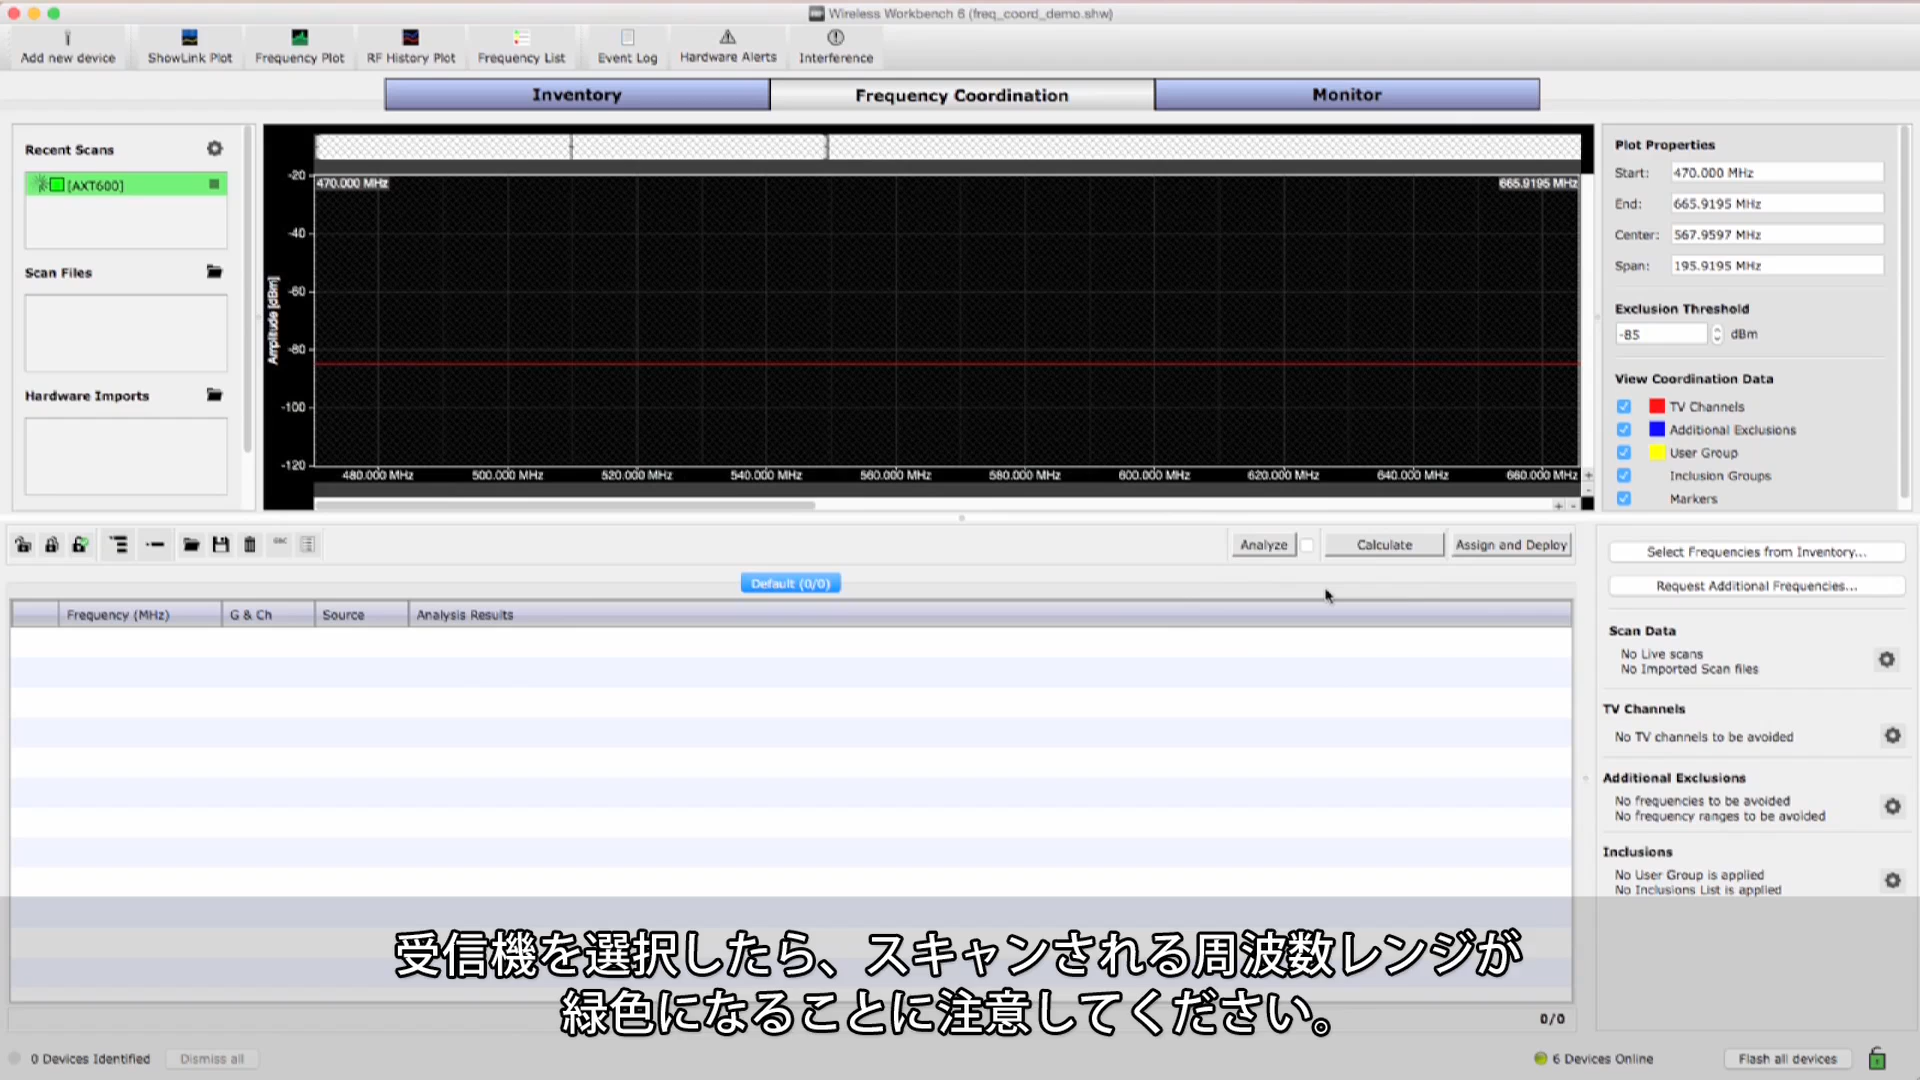 Wireless Workbench 6 (freq_coord_demo.shw)
Add new device
ShowLink Plot
Frequency Plot
RF History Plot
Frequency List
Event Log
Hardware Alerts
Interference
Inventory
Frequency Coordination
Monitor
Recent Scans
[AXT600]
Scan Files
Hardware Imports
470.000 MHz
665.9195 MHz
Amplitude [dBm]
-20
-40
-60
-80
-100
-120
480.000 MHz
500.000 MHz
520.000 MHz
540.000 MHz
560.000 MHz
580.000 MHz
600.000 MHz
620.000 MHz
640.000 MHz
660.000 MHz
Plot Properties
Start: 470.000 MHz
End: 665.9195 MHz
Center: 567.9597 MHz
Span: 195.9195 MHz
Exclusion Threshold
-85 dBm
View Coordination Data
TV Channels
Additional Exclusions
User Group
Inclusion Groups
Markers
Analyze
Calculate
Assign and Deploy
Default (0/0)
Frequency (MHz)
G & Ch
Source
Analysis Results
Select Frequencies from Inventory...
Request Additional Frequencies...
Scan Data
No Live scans
No Imported Scan files
TV Channels
No TV channels to be avoided
Additional Exclusions
No frequencies to be avoided
No frequency ranges to be avoided
Inclusions
No User Group is applied
No Inclusions List is applied
受信機を選択したら、スキャンされる周波数レンジが
緑色になることに注意してください。
0/0
0 Devices Identified
Dismiss all
6 Devices Online
Flash all devices